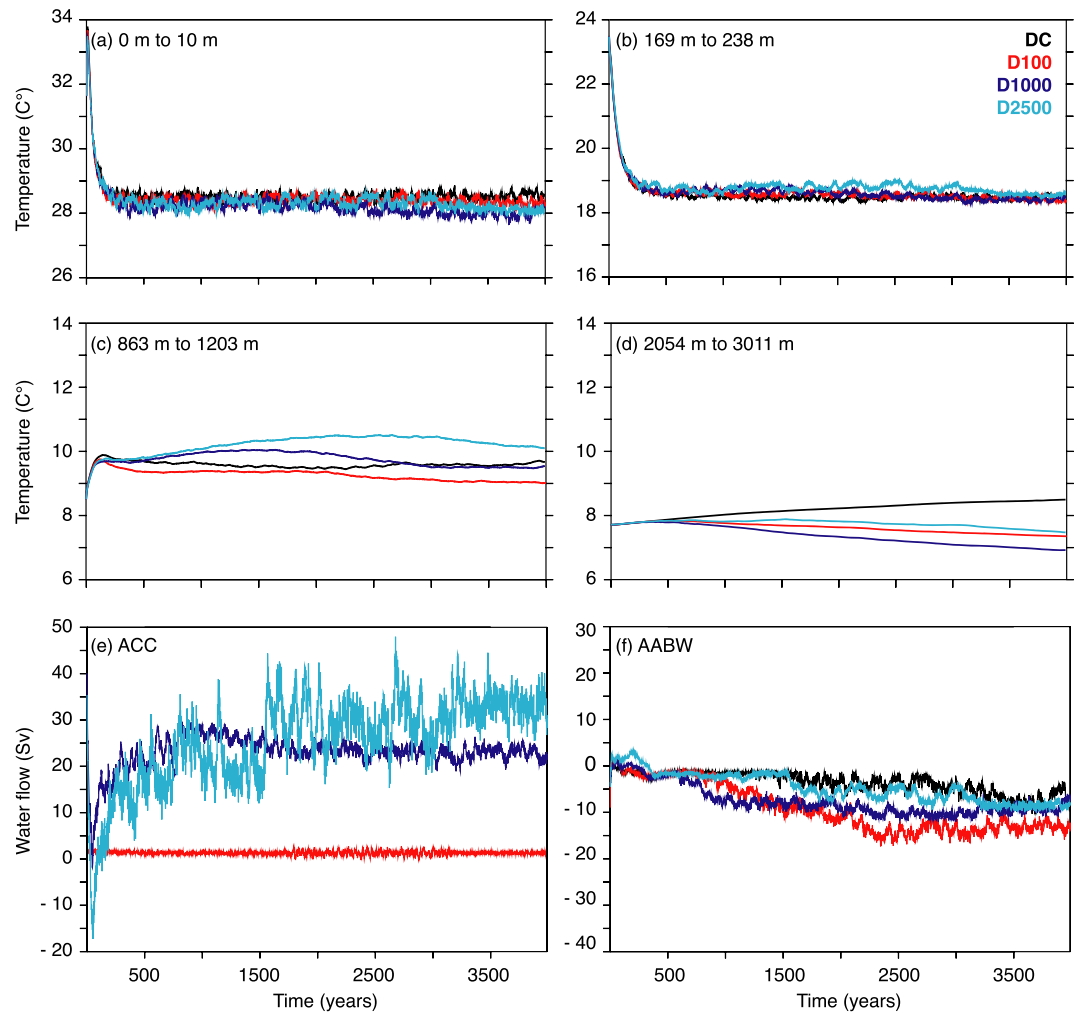 (a) 0 m to 10 m
34
32
30
28
26
Temperature (C°)
(b) 169 m to 238 m
DC
D100
D1000
D2500
24
22
20
18
16
(c) 863 m to 1203 m
14
12
10
8
6
Temperature (C°)
(d) 2054 m to 3011 m
14
12
10
8
6
(e) ACC
50
40
30
20
10
0
- 10
- 20
Water flow (Sv)
500
1500
2500
3500
Time (years)
(f) AABW
30
20
10
0
- 10
- 20
- 30
- 40
500
1500
2500
3500
Time (years)